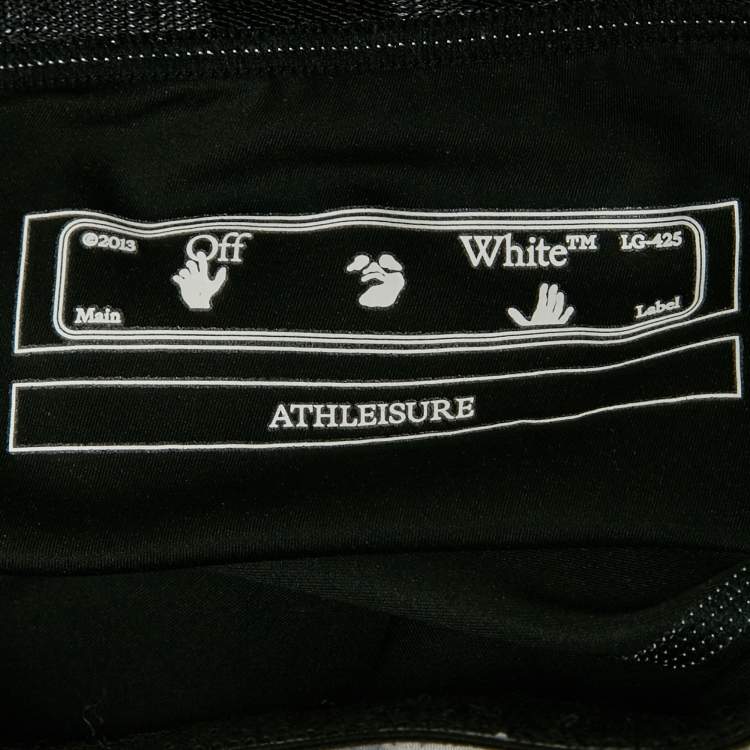 ©2013 Off White™ LG-425
Main Label
ATHLEISURE